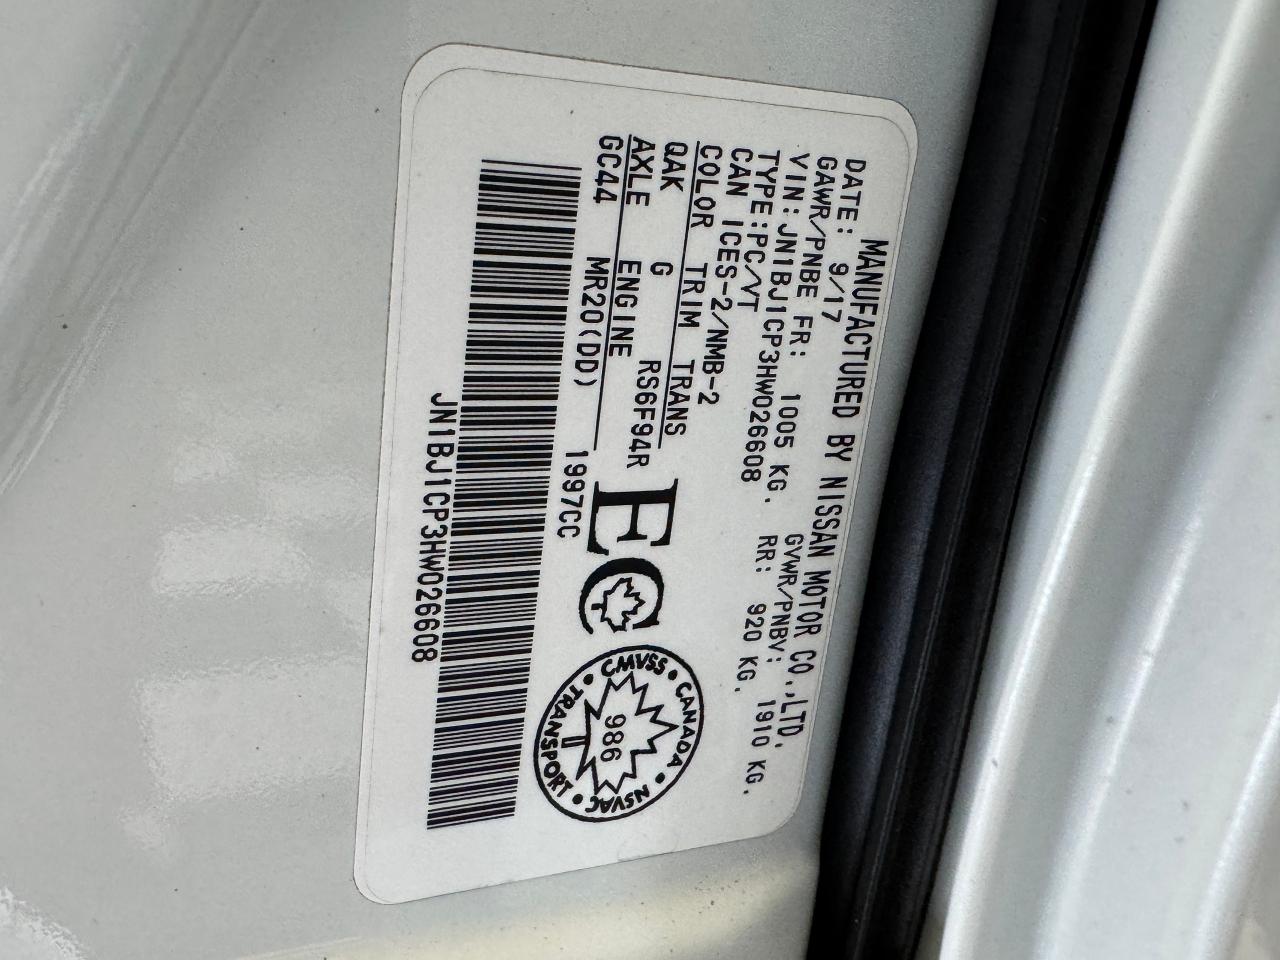 MANUFACTURED BY NISSAN MOTOR CO.,LTD.
DATE: 9/17 GVWR/PNBV: 1910 KG.
GAWR/PNBE FR: 1005 KG. RR: 920 KG.
VIN:JN1BJ1CP3HW026608
TYPE:PC/VT
CAN ICES-2/NMB-2
COLOR TRIM TRANS
QAK G RS6F94R
AXLE ENGINE
GC44 MR20(DD) 1997CC
EC
CANADA • NSVAC • TRANSPORT • CMVSS •
986
JN1BJ1CP3HW026608